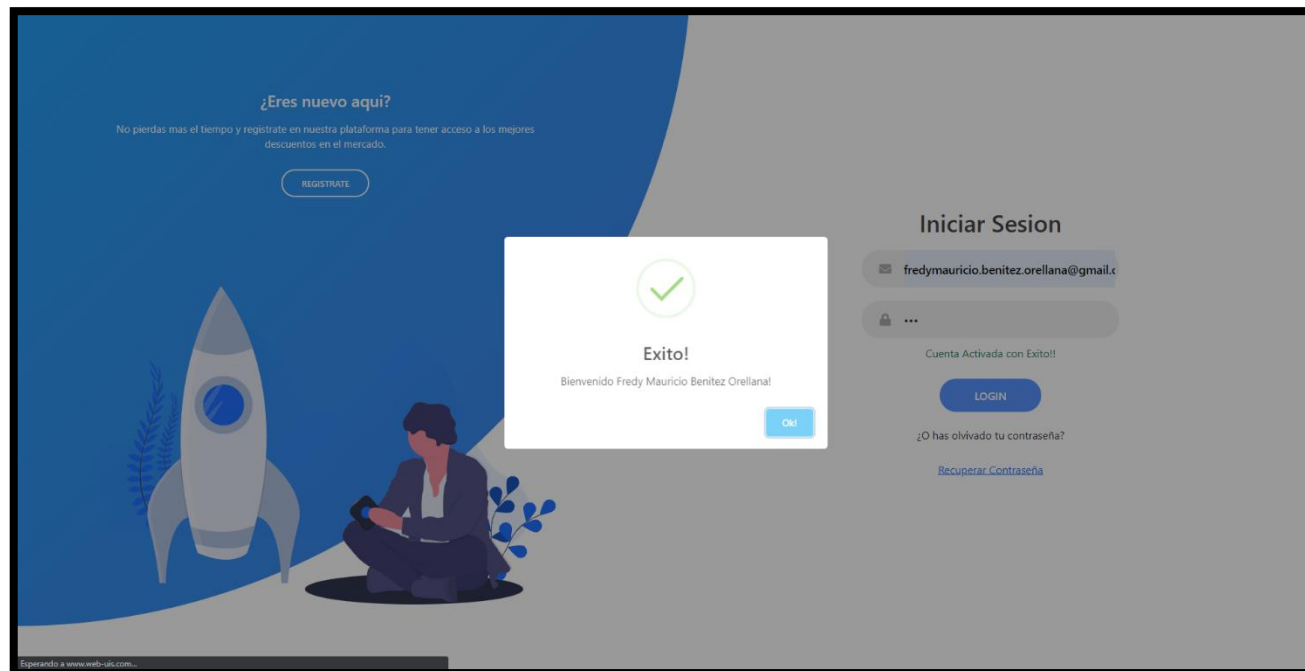 ¿Eres nuevo aqui?
No pierdas mas el tiempo y registrate en nuestra plataforma para tener acceso a los mejores
descuentos en el mercado.
REGISTRATE
Iniciar Sesion
fredymauricio.benitez.orellana@gmail.c
•••
Cuenta Activada con Exito!!
LOGIN
¿O has olvivado tu contraseña?
Recuperar Contraseña
Exito!
Bienvenido Fredy Mauricio Benitez Orellana!
Ok!
Esperando a www.web-uis.com...